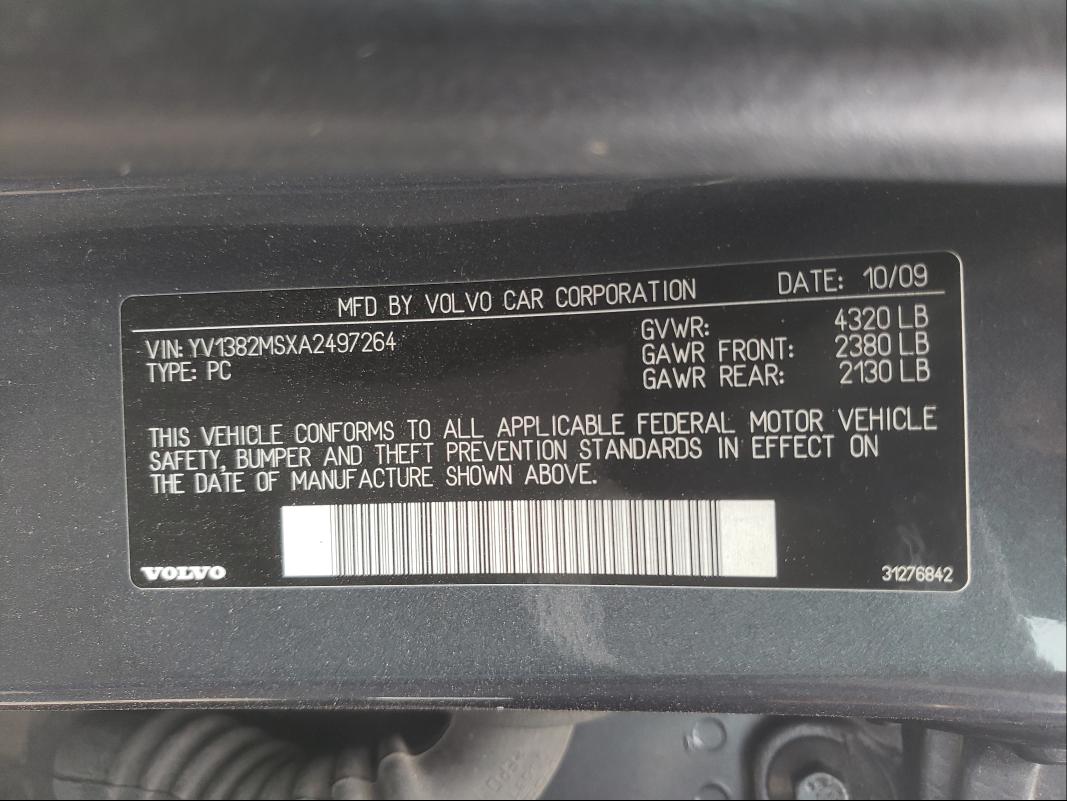 MFD BY VOLVO CAR CORPORATION DATE: 10/09
VIN: YV1382MSXA2497264
TYPE: PC
GVWR: 4320 LB
GAWR FRONT: 2380 LB
GAWR REAR: 2130 LB
THIS VEHICLE CONFORMS TO ALL APPLICABLE FEDERAL MOTOR VEHICLE
SAFETY, BUMPER AND THEFT PREVENTION STANDARDS IN EFFECT ON
THE DATE OF MANUFACTURE SHOWN ABOVE.
VOLVO 31276842